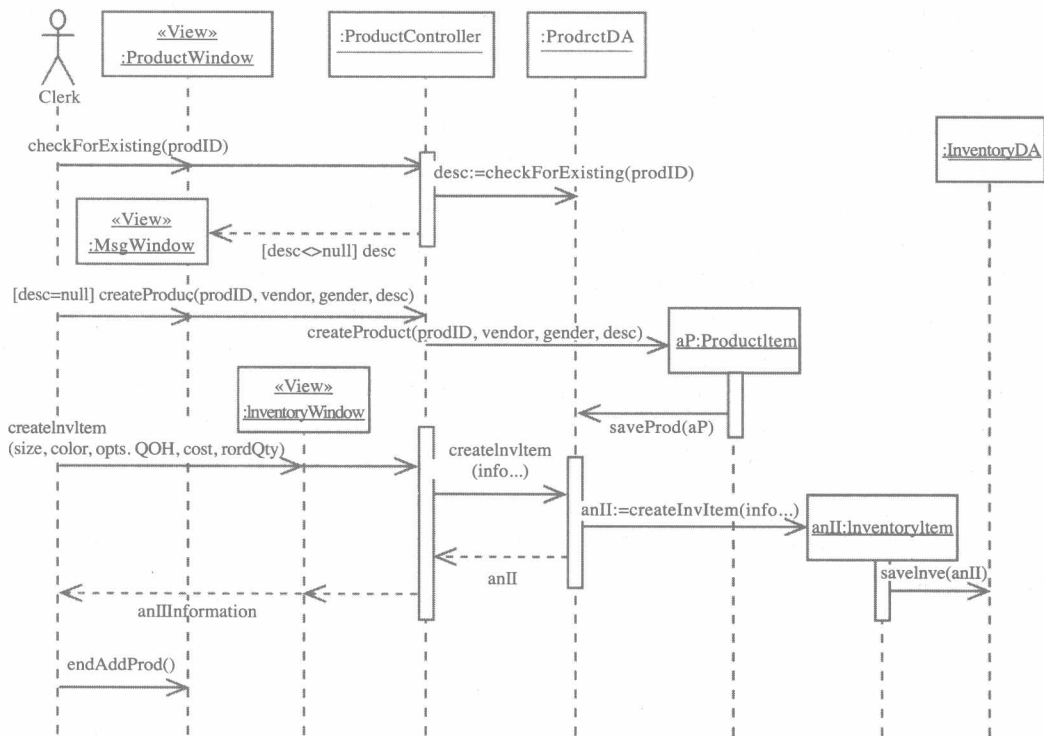 «View»
:ProductWindow
:ProductController
:ProdrctDA
Clerk
:InventoryDA
checkForExisting(prodID)
desc:=checkForExisting(prodID)
«View»
:MsgWindow
[desc<>null] desc
[desc=null] createProduc(prodID, vendor, gender, desc)
createProduct(prodID, vendor, gender, desc)
aP:ProductItem
«View»
:InventoryWindow
saveProd(aP)
createInvItem
(size, color, opts. QOH, cost, rordQty)
createInvItem
(info...)
anII:=createInvItem(info...)
anII:InventoryItem
anII
saveInve(anII)
anIIInformation
endAddProd()